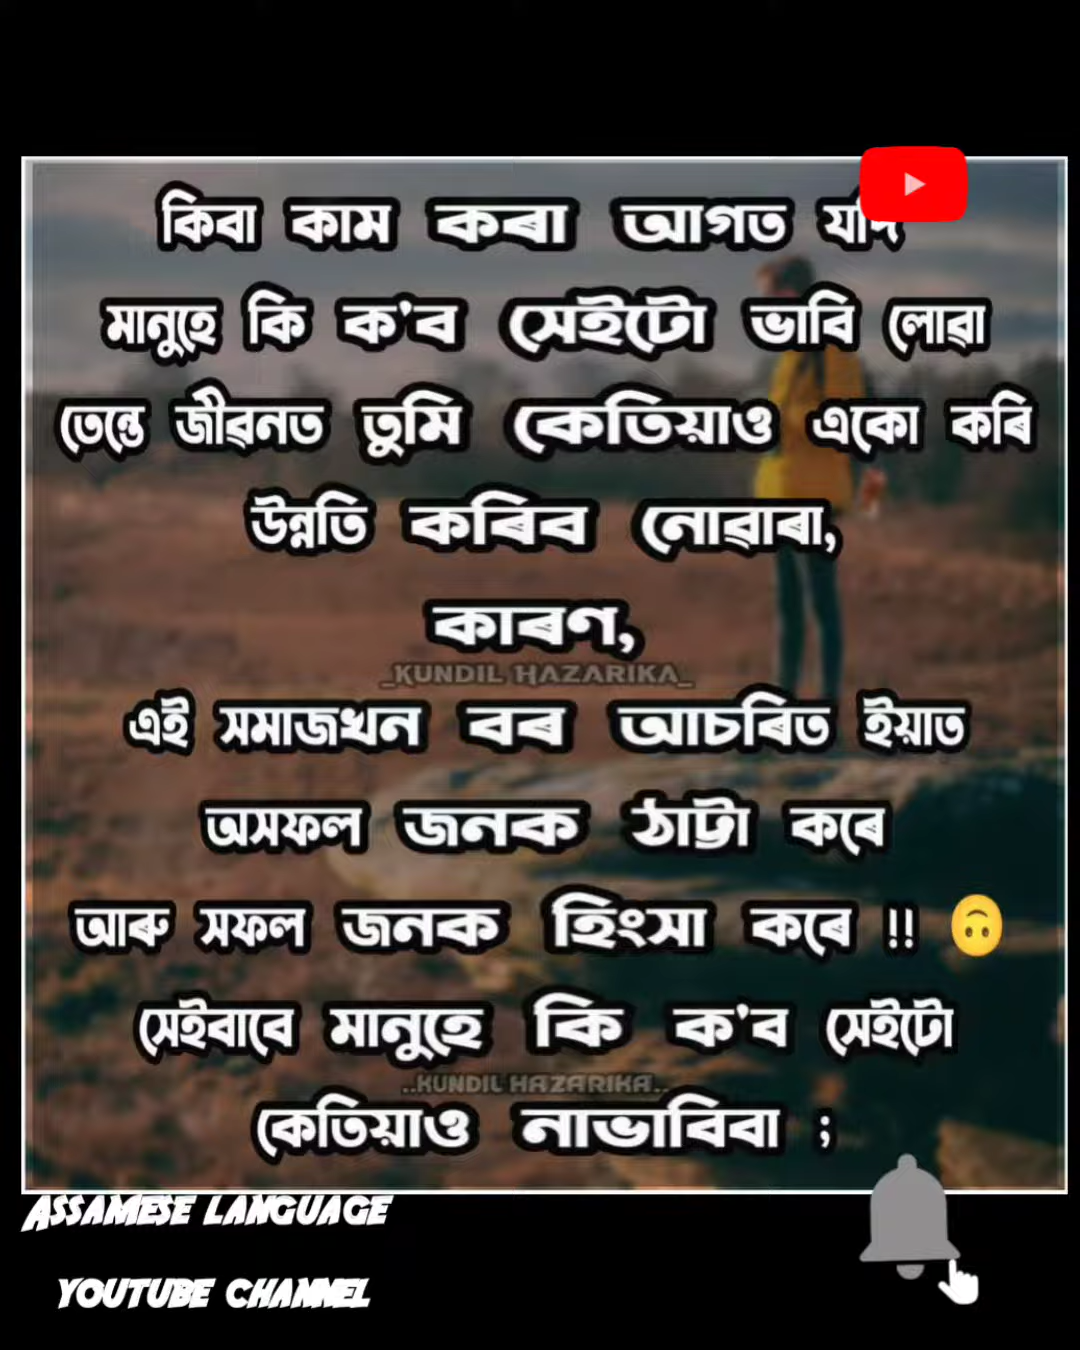 কিবা কাম কৰা আগত যদি
মানুহে কি ক'ব সেইটো ভাবি লোৱা
তেন্তে জীৱনত তুমি কেতিয়াও একো কৰি
উন্নতি কৰিব নোৱাৰা,
কাৰণ,
_KUNDIL HAZARIKA_
এই সমাজখন বৰ আচৰিত ইয়াত
অসফল জনক ঠাট্টা কৰে
আৰু সফল জনক হিংসা কৰে !! 🙃
সেইবাবে মানুহে কি ক'ব সেইটো
..KUNDIL HAZARIKA..
কেতিয়াও নাভাবিবা ;
ASSAMESE LANGUAGE
YOUTUBE CHANNEL